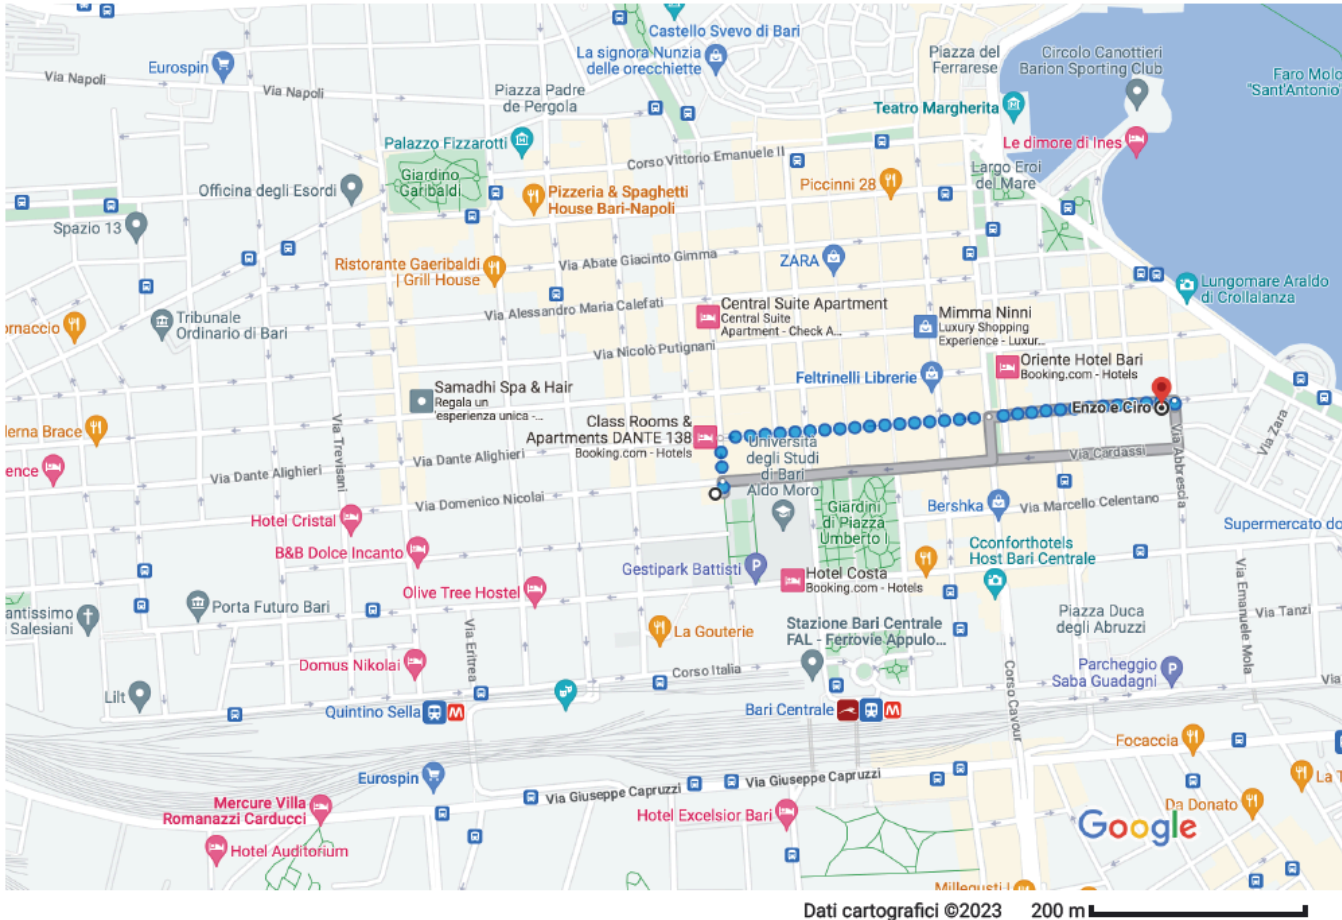 Castello Svevo di Bari
La signora Nunzia
delle orecchiette
Piazza del
Ferrarese
Circolo Canottieri
Barion Sporting Club
Faro Molo
"Sant'Antonio"
Eurospin
Via Napoli
Via Napoli
Piazza Padre
de Pergola
Teatro Margherita
Le dimore di Ines
Palazzo Fizzarotti
Corso Vittorio Emanuele II
Giardino
Garibaldi
Officina degli Esordi
Pizzeria & Spaghetti
House Bari-Napoli
Piccinni 28
Largo Eroi
del Mare
Spazio 13
Ristorante Gaeribaldi
| Grill House
Via Abate Giacinto Gimma
ZARA
Lungomare Araldo
di Crollalanza
Via Alessandro Maria Calefati
Central Suite Apartment
Central Suite
Apartment - Check A...
Mimma Ninni
Luxury Shopping
Experience - Luxur...
ornaccio
Tribunale
Ordinario di Bari
Via Nicolò Putignani
Oriente Hotel Bari
Booking.com - Hotels
Feltrinelli Librerie
Samadhi Spa & Hair
Regala un
'esperienza unica -...
Enzo e Ciro
Class Rooms &
Apartments DANTE 138
Booking.com - Hotels
lerna Brace
Via Trevisani
Università
degli Studi
di Bari
Aldo Moro
Via Zara
Via Abbrescia
Via Cardassi
ence
Via Dante Alighieri
Via Dante Alighieri
Via Domenico Nicolai
Giardini
di Piazza
Umberto I
Bershka
Via Marcello Celentano
Supermercato do
Hotel Cristal
B&B Dolce Incanto
Cconforthotels
Host Bari Centrale
Gestipark Battisti
Hotel Costa
Booking.com - Hotels
Olive Tree Hostel
antissimo
Salesiani
Porta Futuro Bari
Piazza Duca
degli Abruzzi
Via Emanuele Mola
Via Tanzi
Stazione Bari Centrale
FAL - Ferrovie Appulo...
La Gouterie
Via Eritrea
Domus Nikolai
Corso Italia
Corso Cavour
Parcheggio
Saba Guadagni
Via
Lilt
Quintino Sella
M
Bari Centrale
M
Focaccia
Eurospin
Via Giuseppe Capruzzi
Via Giuseppe Capruzzi
La T
Mercure Villa
Romanazzi Carducci
Hotel Excelsior Bari
Da Donato
Google
Hotel Auditorium
Millegusti |
Dati cartografici ©2023 200 m